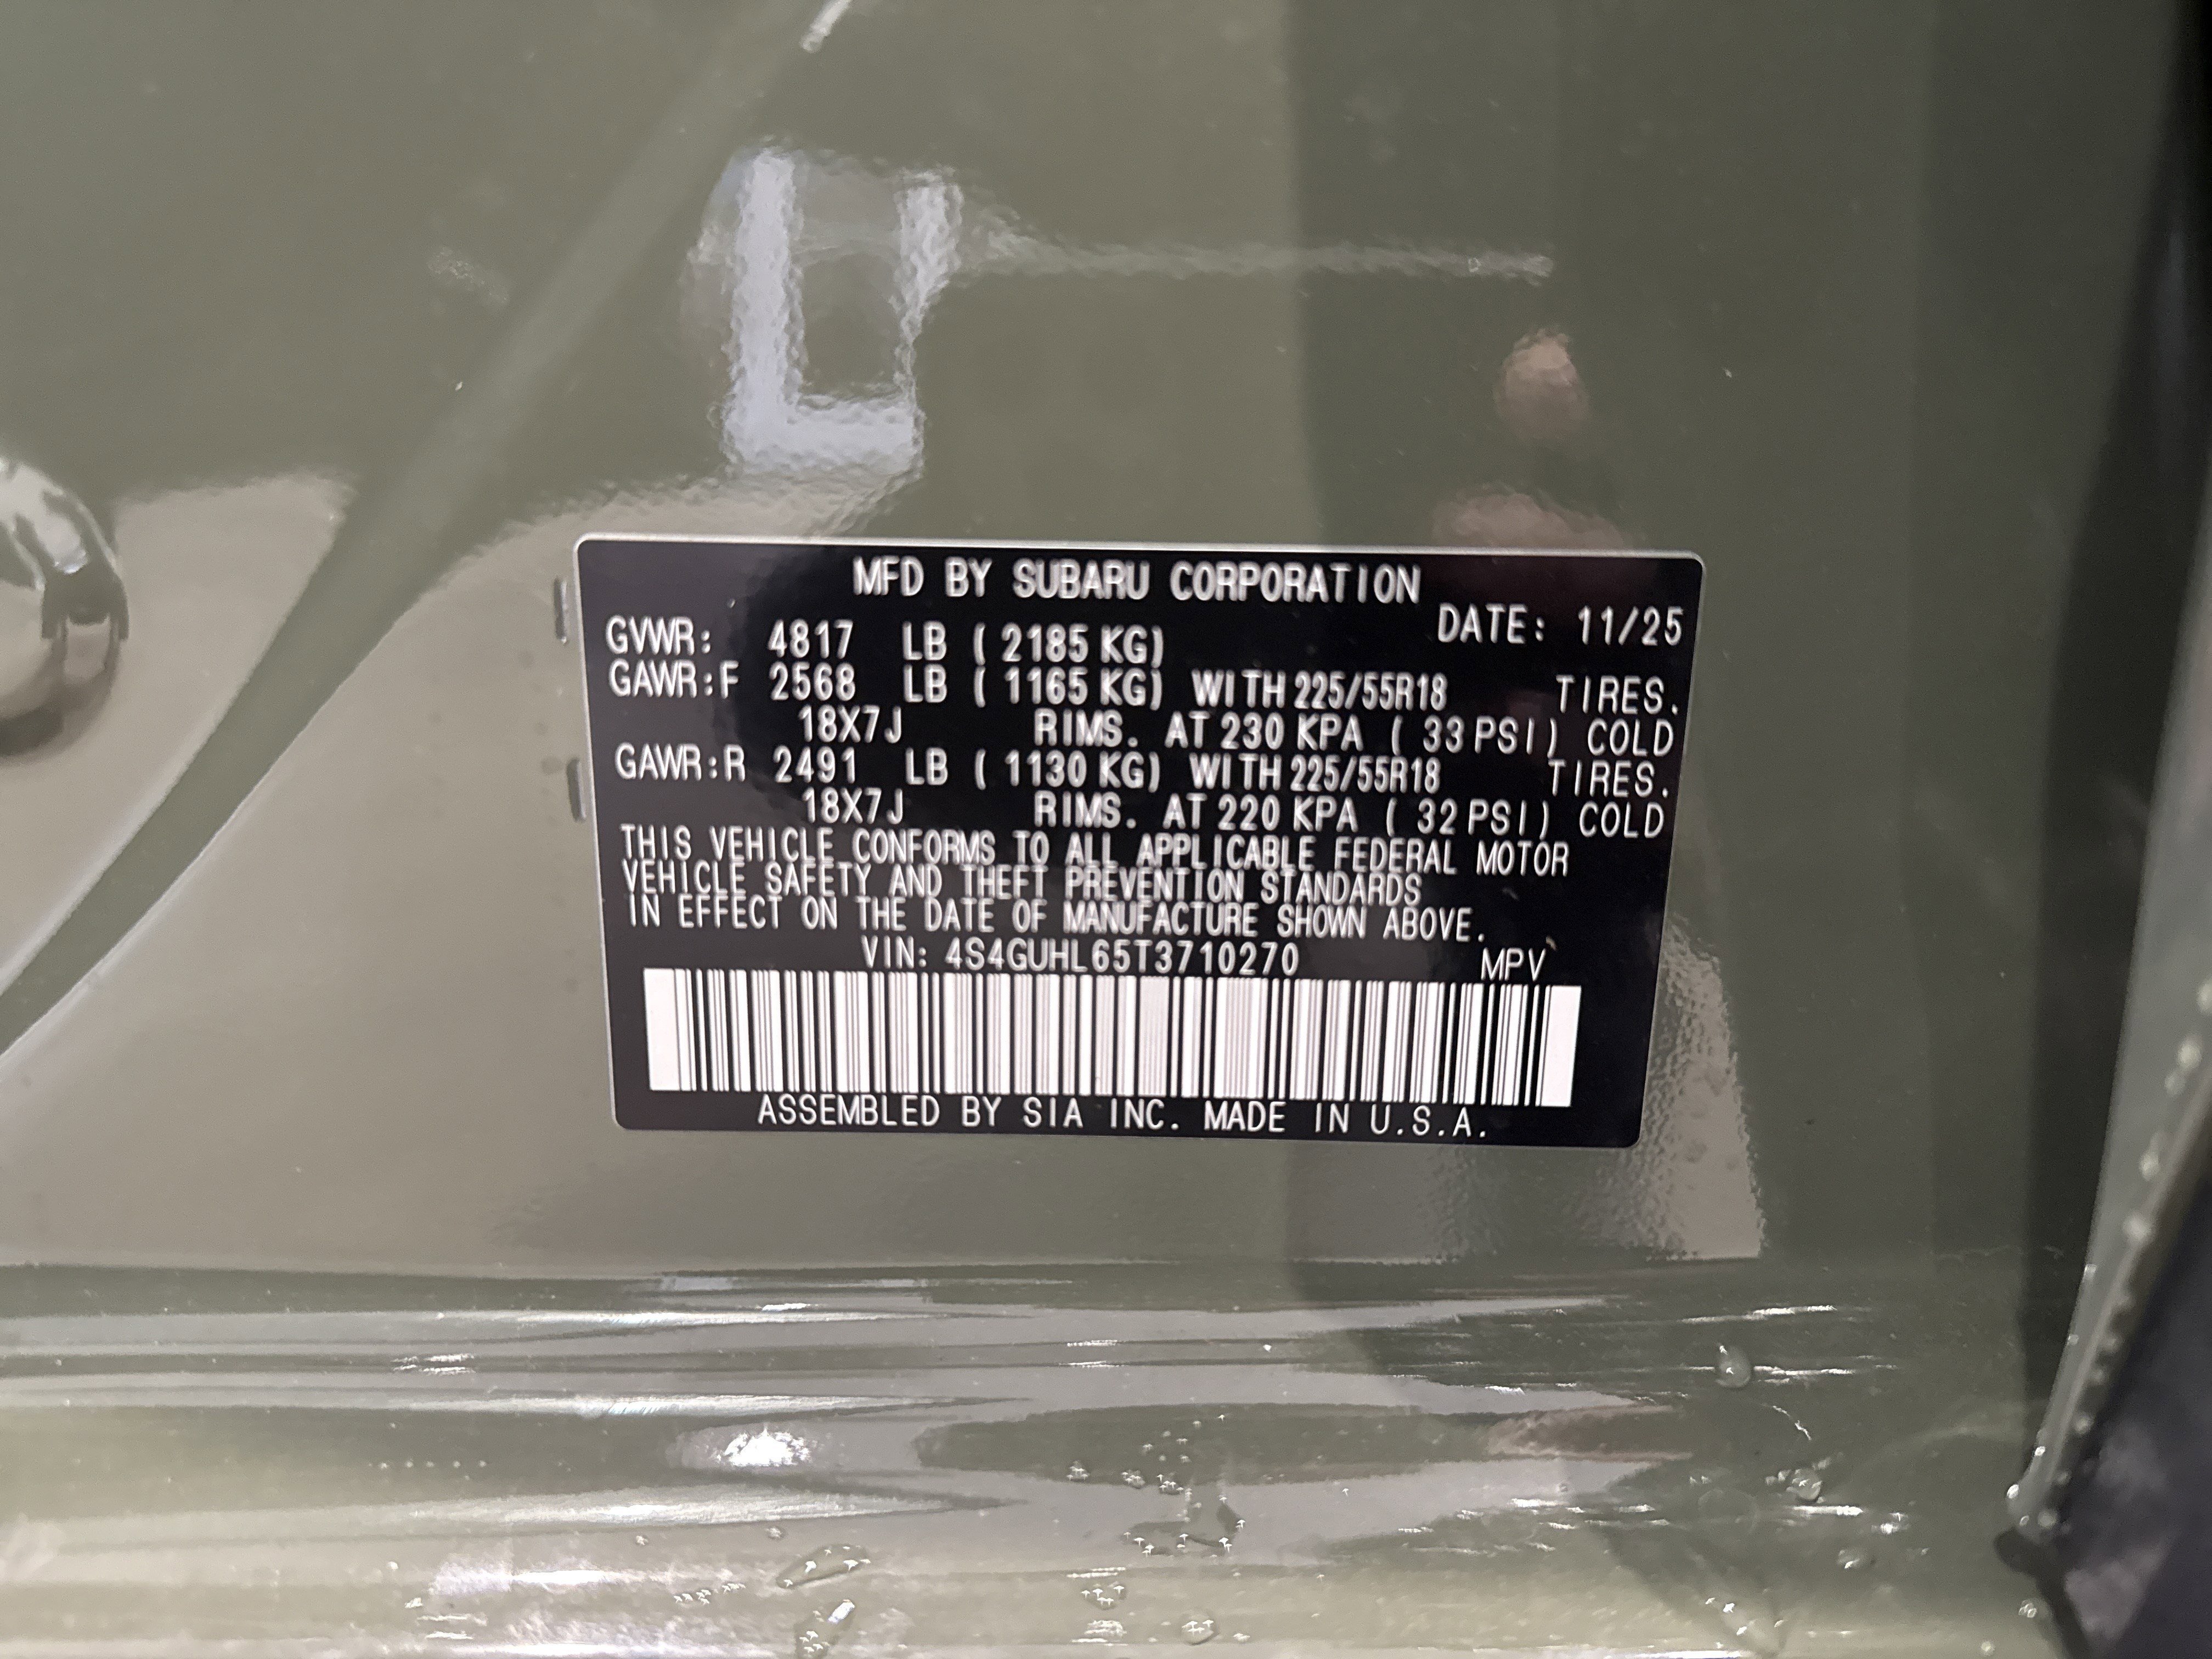 MFD BY SUBARU CORPORATION
DATE: 11/25
GVWR: 4817 LB ( 2185 KG)
GAWR:F 2568 LB ( 1165 KG) WITH 225/55R18 TIRES.
18X7J RIMS. AT 230 KPA ( 33 PSI) COLD
GAWR:R 2491 LB ( 1130 KG) WITH 225/55R18 TIRES.
18X7J RIMS. AT 220 KPA ( 32 PSI) COLD
THIS VEHICLE CONFORMS TO ALL APPLICABLE FEDERAL MOTOR
VEHICLE SAFETY AND THEFT PREVENTION STANDARDS
IN EFFECT ON THE DATE OF MANUFACTURE SHOWN ABOVE.
VIN: 4S4GUHL65T3710270 MPV
ASSEMBLED BY SIA INC. MADE IN U.S.A.